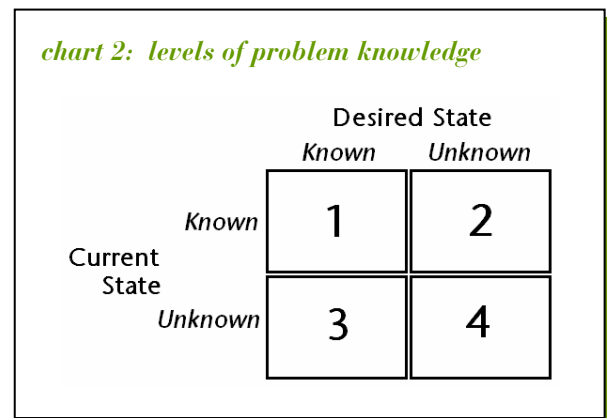 chart 2: levels of problem knowledge
Desired State
Known Unknown
Known 1 2
Current
State
Unknown 3 4